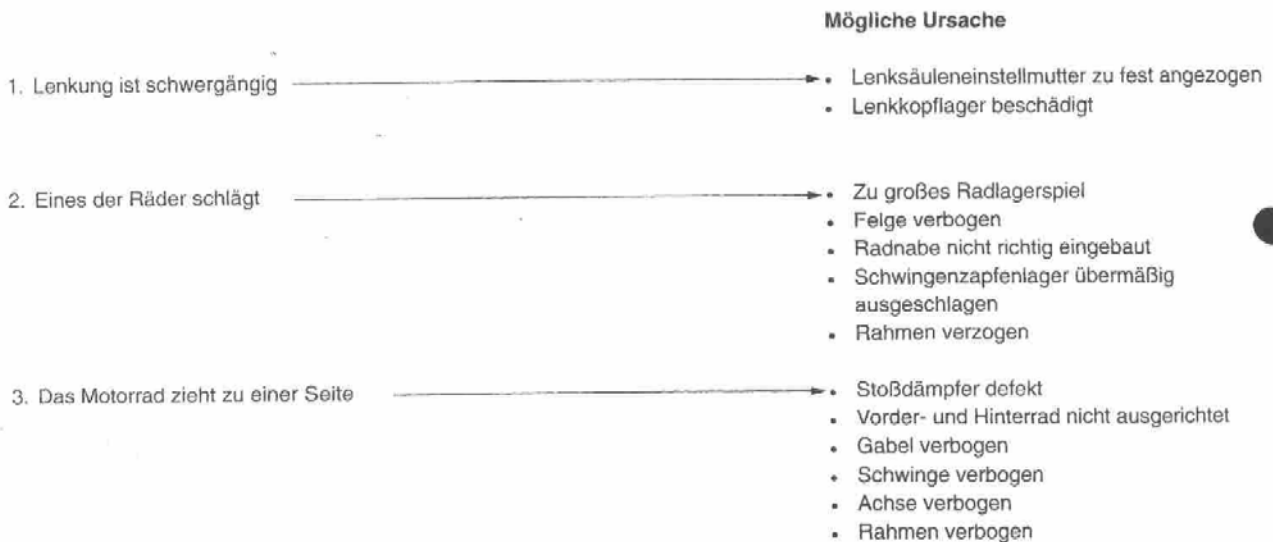 Mögliche Ursache
1. Lenkung ist schwergängig
• Lenksäuleneinstellmutter zu fest angezogen
• Lenkkopflager beschädigt
2. Eines der Räder schlägt
• Zu großes Radlagerspiel
• Felge verbogen
• Radnabe nicht richtig eingebaut
• Schwingenzapfenlager übermäßig
ausgeschlagen
• Rahmen verzogen
3. Das Motorrad zieht zu einer Seite
• Stoßdämpfer defekt
• Vorder- und Hinterrad nicht ausgerichtet
• Gabel verbogen
• Schwinge verbogen
• Achse verbogen
• Rahmen verbogen